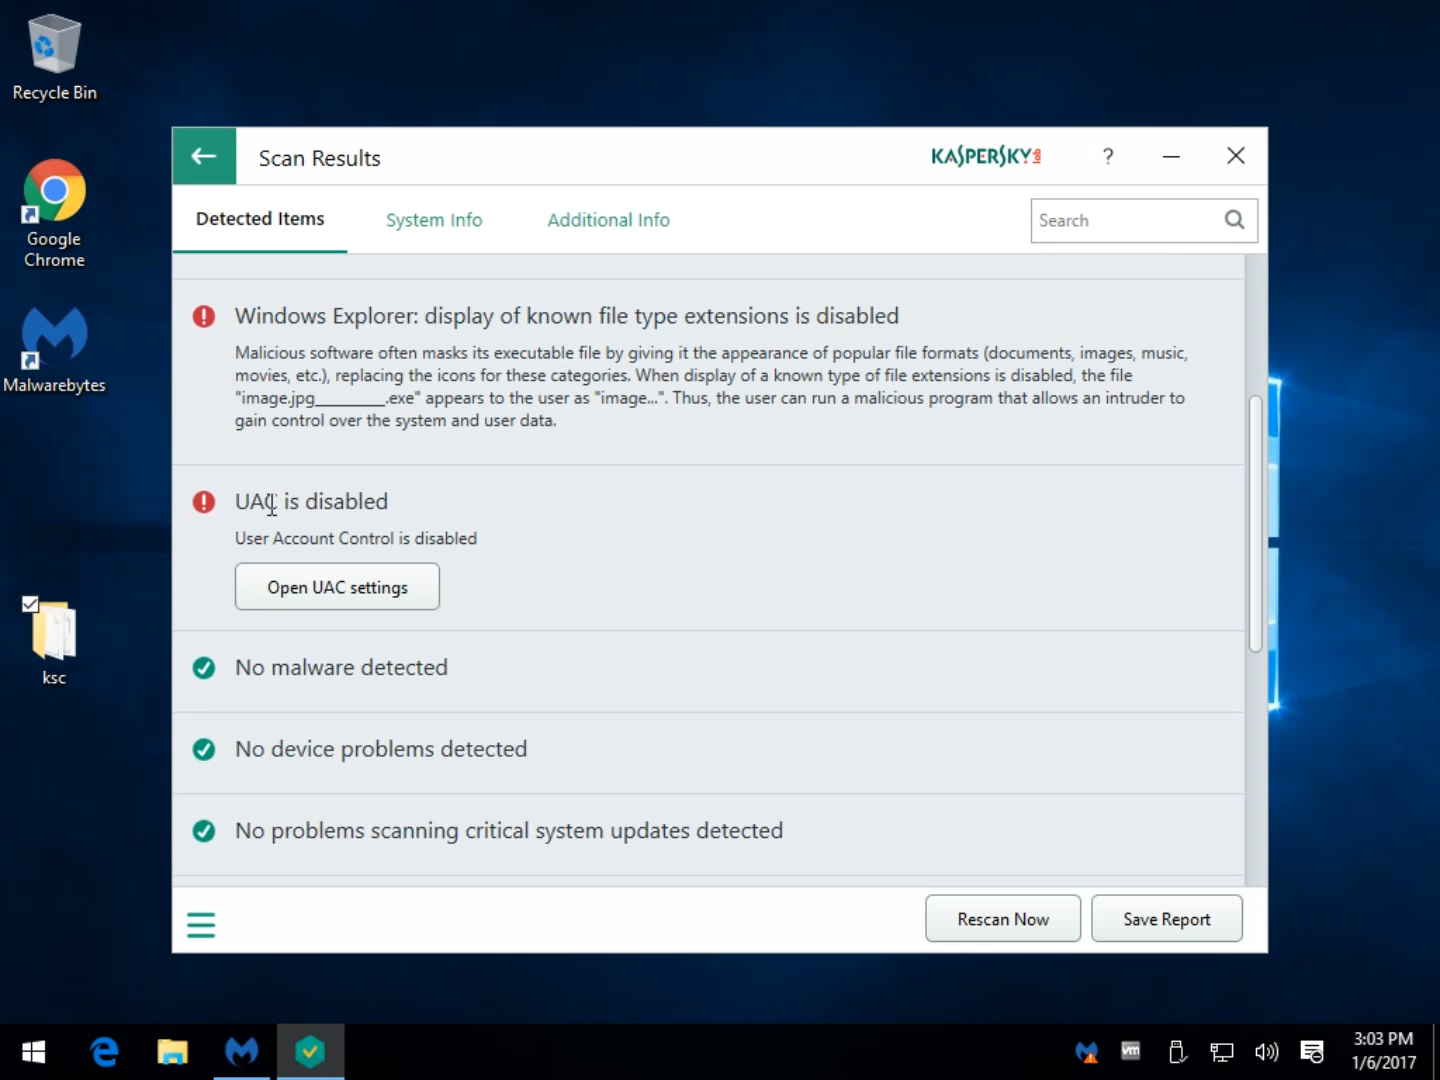 Recycle Bin
Google
Chrome
Malwarebytes
ksc
Scan Results
KASPERSKY lab
?
Detected Items
System Info
Additional Info
Search
Windows Explorer: display of known file type extensions is disabled
Malicious software often masks its executable file by giving it the appearance of popular file formats (documents, images, music,
movies, etc.), replacing the icons for these categories. When display of a known type of file extensions is disabled, the file
"image.jpg_________.exe" appears to the user as "image...". Thus, the user can run a malicious program that allows an intruder to
gain control over the system and user data.
UAC is disabled
User Account Control is disabled
Open UAC settings
No malware detected
No device problems detected
No problems scanning critical system updates detected
Rescan Now
Save Report
vm
3:03 PM
1/6/2017